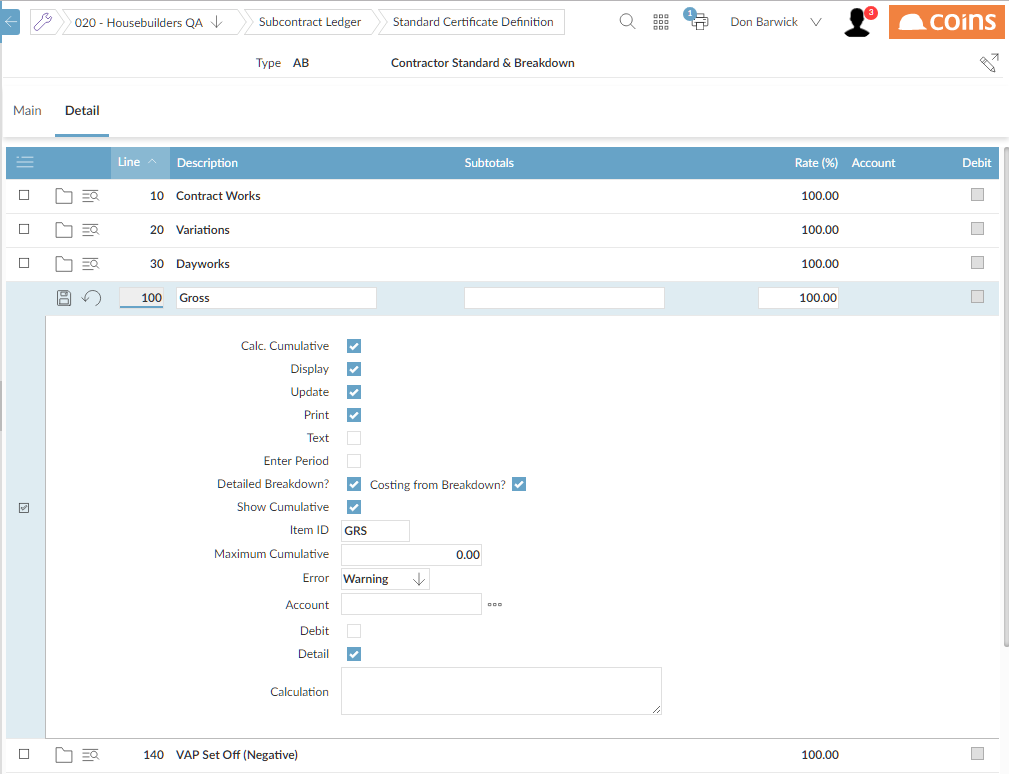 020 - Housebuilders QA Subcontract Ledger Standard Certificate Definition 1 Don Barwick 3 coins
Type AB Contractor Standard & Breakdown
Main Detail
Line Description Subtotals Rate (%) Account Debit
10 Contract Works 100.00
20 Variations 100.00
30 Dayworks 100.00
100 Gross 100.00
Calc. Cumulative
Display
Update
Print
Text
Enter Period
Detailed Breakdown? Costing from Breakdown?
Show Cumulative
Item ID GRS
Maximum Cumulative 0.00
Error Warning
Account
Debit
Detail
Calculation
140 VAP Set Off (Negative) 100.00